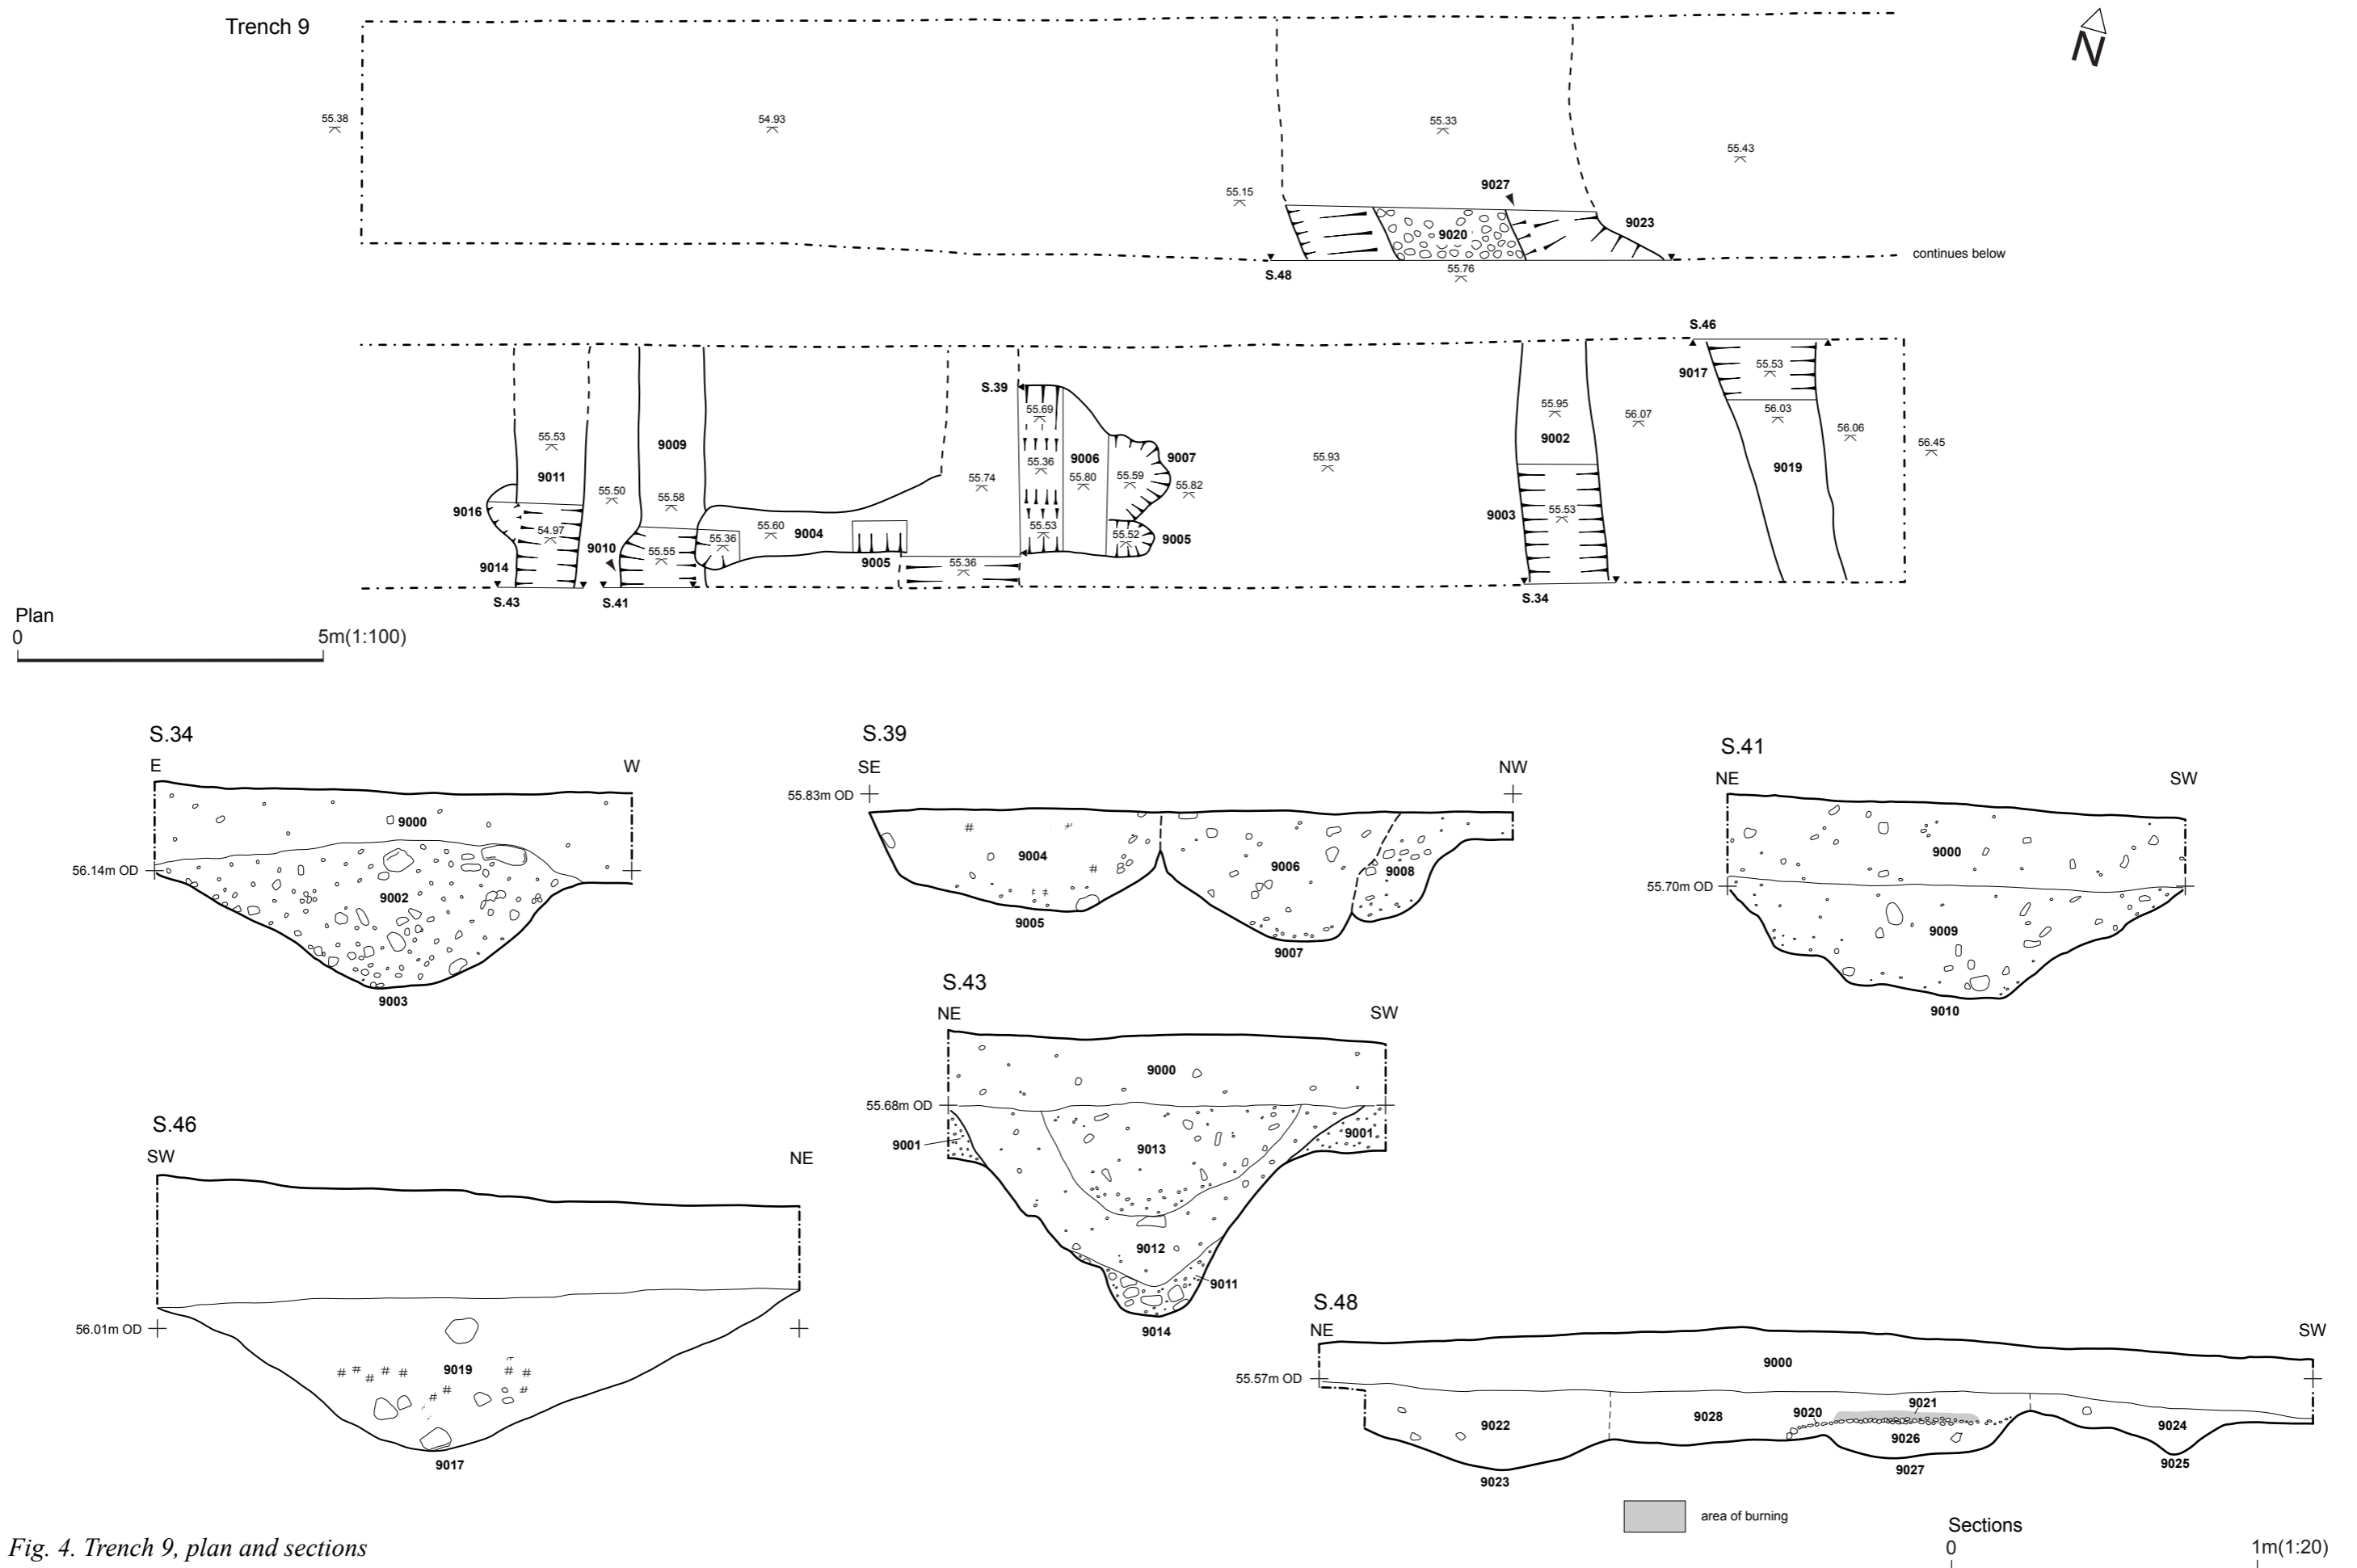 Trench 9
N
55.38
54.93
55.33
55.43
55.15
9027
9023
9020
continues below
S.48
55.76
S.46
S.39
9017
55.53
55.69
55.95
56.03
56.07
56.06
56.45
55.53
9009
9002
9011
9006
9007
55.36
55.93
9019
55.74
55.80
55.59
55.82
55.50
55.58
9016
54.97
55.60
9004
55.53
55.52
9005
9003
55.53
9010
55.55
55.36
9014
9005
55.36
S.43
S.41
S.34
Plan
0
5m(1:100)
S.34
E
W
9000
56.14m OD
9002
9003
S.39
SE
NW
55.83m OD
9004
9006
9008
9005
9007
S.41
NE
SW
9000
55.70m OD
9009
9010
S.43
NE
SW
9000
55.68m OD
9001
9001
9013
9012
9011
9014
S.46
SW
NE
56.01m OD
9019
9017
S.48
NE
SW
9000
55.57m OD
9021
9020
9028
9022
9024
9026
9023
9027
9025
area of burning
Sections
0
1m(1:20)
Fig. 4. Trench 9, plan and sections